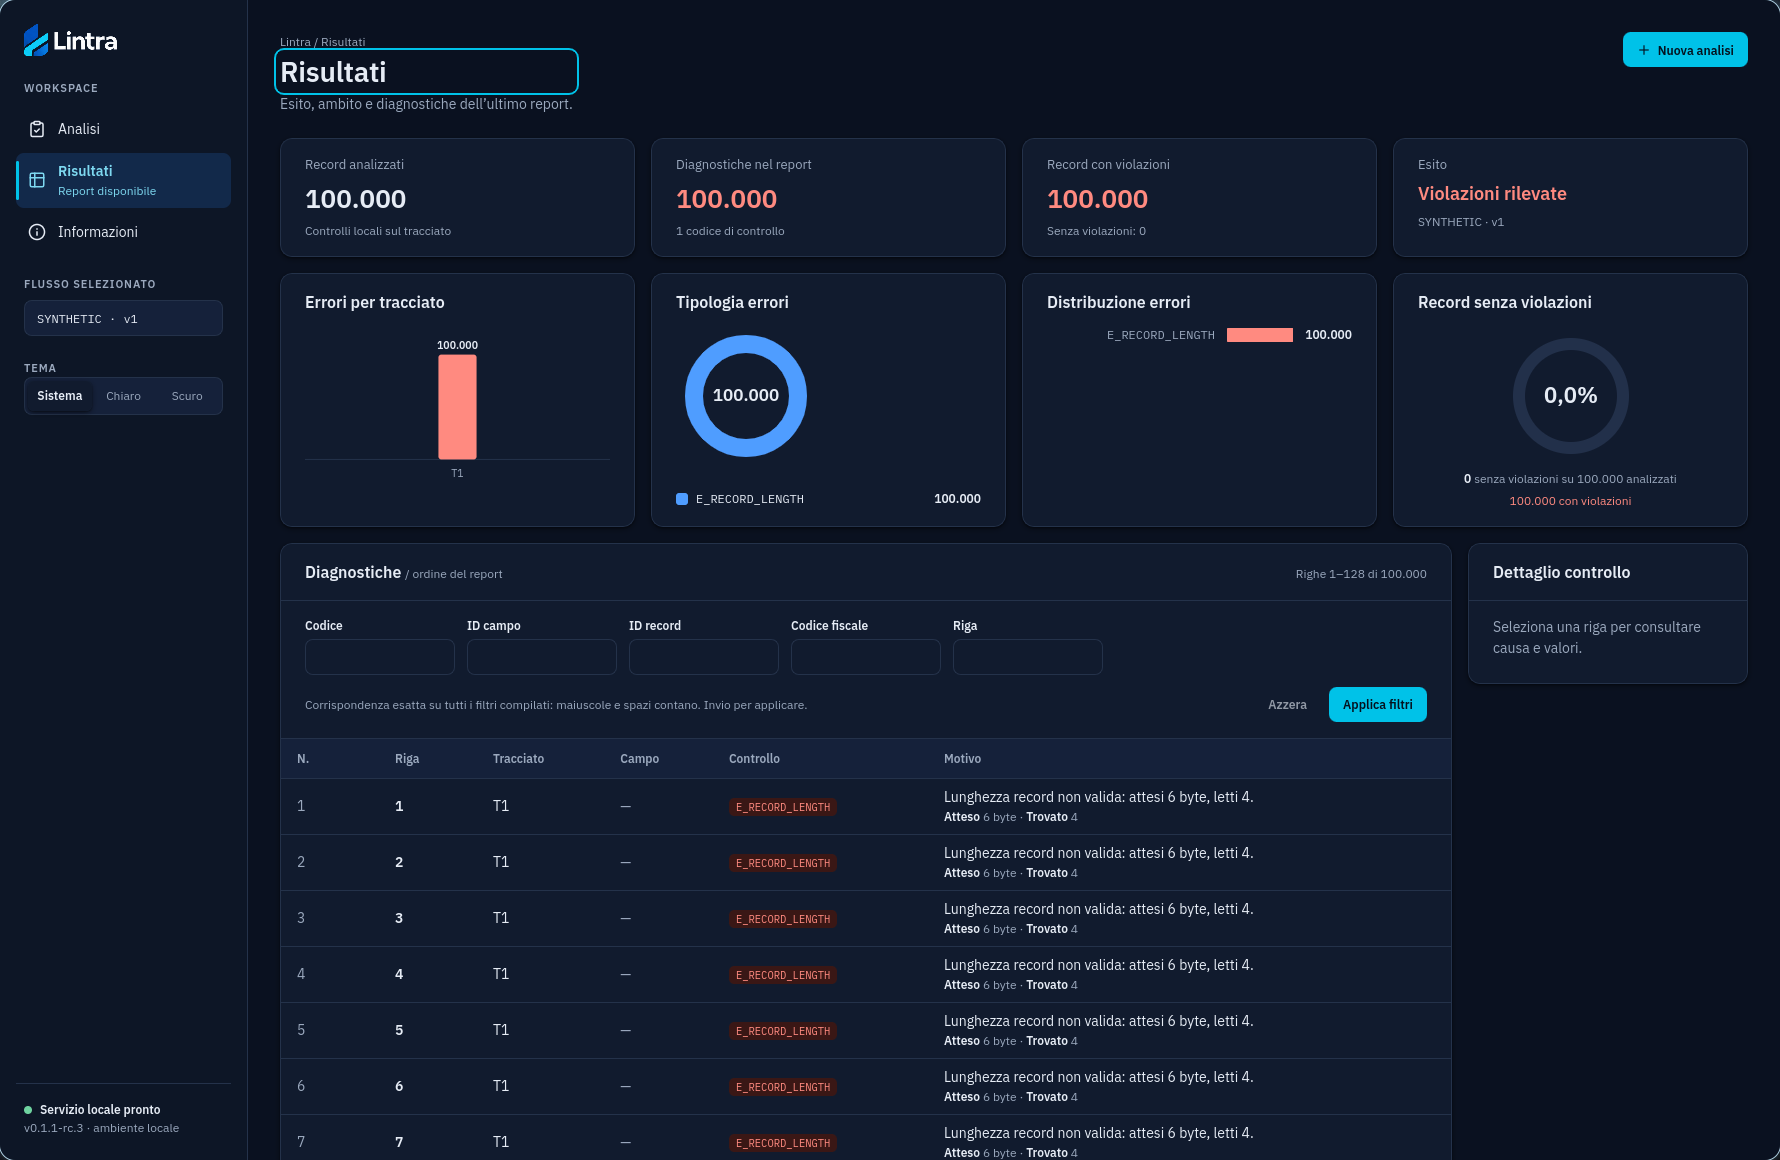 Lintra
WORKSPACE
Analisi
Risultati
Report disponibile
Informazioni
FLUSSO SELEZIONATO
SYNTHETIC · v1
TEMA
Sistema Chiaro Scuro
Servizio locale pronto
v0.1.1-rc.3 · ambiente locale
Lintra / Risultati
Risultati
Esito, ambito e diagnostiche dell’ultimo report.
+ Nuova analisi
Record analizzati
100.000
Controlli locali sul tracciato
Diagnostiche nel report
100.000
1 codice di controllo
Record con violazioni
100.000
Senza violazioni: 0
Esito
Violazioni rilevate
SYNTHETIC · v1
Errori per tracciato
100.000
T1
Tipologia errori
100.000
E_RECORD_LENGTH 100.000
Distribuzione errori
E_RECORD_LENGTH 100.000
Record senza violazioni
0,0%
0 senza violazioni su 100.000 analizzati
100.000 con violazioni
Diagnostiche / ordine del report Righe 1–128 di 100.000
Codice ID campo ID record Codice fiscale Riga
Corrispondenza esatta su tutti i filtri compilati: maiuscole e spazi contano. Invio per applicare. Azzera Applica filtri
N. Riga Tracciato Campo Controllo Motivo
1 1 T1 — E_RECORD_LENGTH Lunghezza record non valida: attesi 6 byte, letti 4.
Atteso 6 byte · Trovato 4
2 2 T1 — E_RECORD_LENGTH Lunghezza record non valida: attesi 6 byte, letti 4.
Atteso 6 byte · Trovato 4
3 3 T1 — E_RECORD_LENGTH Lunghezza record non valida: attesi 6 byte, letti 4.
Atteso 6 byte · Trovato 4
4 4 T1 — E_RECORD_LENGTH Lunghezza record non valida: attesi 6 byte, letti 4.
Atteso 6 byte · Trovato 4
5 5 T1 — E_RECORD_LENGTH Lunghezza record non valida: attesi 6 byte, letti 4.
Atteso 6 byte · Trovato 4
6 6 T1 — E_RECORD_LENGTH Lunghezza record non valida: attesi 6 byte, letti 4.
Atteso 6 byte · Trovato 4
7 7 T1 — E_RECORD_LENGTH Lunghezza record non valida: attesi 6 byte, letti 4.
Atteso 6 byte · Trovato 4
Dettaglio controllo
Seleziona una riga per consultare
causa e valori.